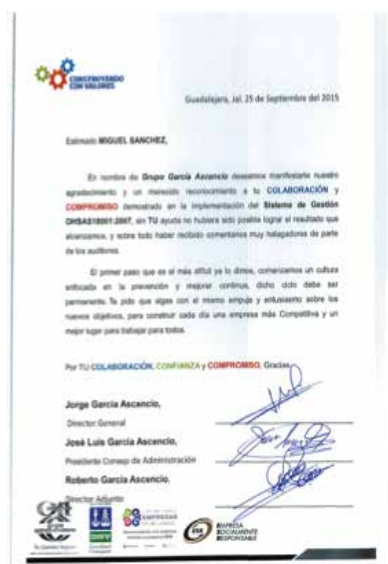 CONSTRUYENDO
CON VALORES
Guadalajara, Jal. 25 de Septiembre del 2015
Estimado MIGUEL SANCHEZ,
En nombre de Grupo García Ascencio deseamos manifestarte nuestro
agradecimiento y un merecido reconocimiento a tu COLABORACIÓN y
COMPROMISO demostrado en la implementación del Sistema de Gestión
OHSAS18001:2007, sin TU ayuda no hubiera sido posible lograr el resultado que
alcanzamos, y sobre todo haber recibido comentarios muy halagadores de parte
de los auditores.
El primer paso que es el más difícil ya lo dimos, comenzamos un cultura
enfocada en la prevención y mejorar continua, dicho ciclo debe ser
permanente. Te pido que sigas con el mismo empuje y entusiasmo sobre los
nuevos objetivos, para construir cada día una empresa más Competitiva y un
mejor lugar para trabajar para todos.
Por TU COLABORACIÓN, CONFIANZA y COMPROMISO, Gracias
Jorge García Ascencio,
Director General
José Luis García Ascencio,
Presidente Consejo de Administración
Roberto García Ascencio,
Director Adjunto
EMPRESAS
ESR
EMPRESA
SOCIALMENTE
RESPONSABLE